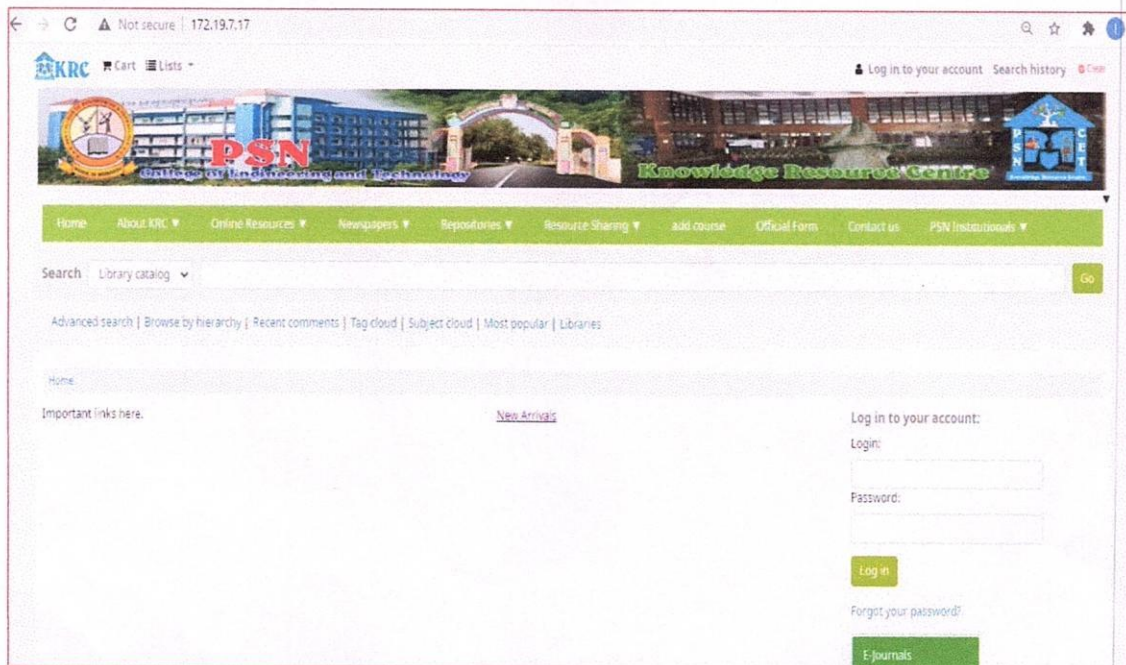 Not secure 172.19.7.17
KRC Cart Lists
Log in to your account Search history Clear
PSN
College of Engineering and Technology
Knowledge Resource Centre
PSN CET
Home About KRC ▼ Online Resources ▼ Newspapers ▼ Repositories ▼ Resource Sharing ▼ add course Official Form Contact us PSN Institutionals ▼
Search Library catalog Go
Advanced search | Browse by hierarchy | Recent comments | Tag cloud | Subject cloud | Most popular | Libraries
Home
Important links here.
New Arrivals
Log in to your account:
Login:
Password:
Log in
Forgot your password?
E-Journals